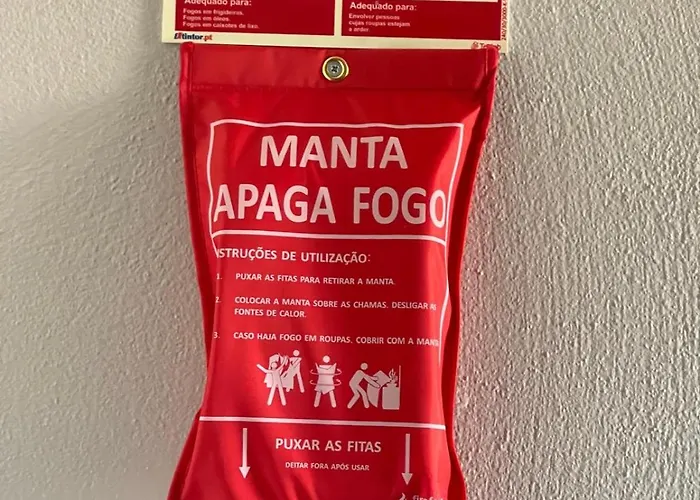 Adequado para:
Fogos em frigideiras.
Fogos em óleos.
Fogos em caixotes de lixo.
Extintor.pt
Adequado para:
Envolver pessoas
cujas roupas estejam
a arder.
MANTA
APAGA FOGO
NSTRUÇÕES DE UTILIZAÇÃO:
1. PUXAR AS FITAS PARA RETIRAR A MANTA.
2. COLOCAR A MANTA SOBRE AS CHAMAS. DESLIGAR AS
FONTES DE CALOR.
3. CASO HAJA FOGO EM ROUPAS. COBRIR COM A MANTA
PUXAR AS FITAS
DEITAR FORA APÓS USAR